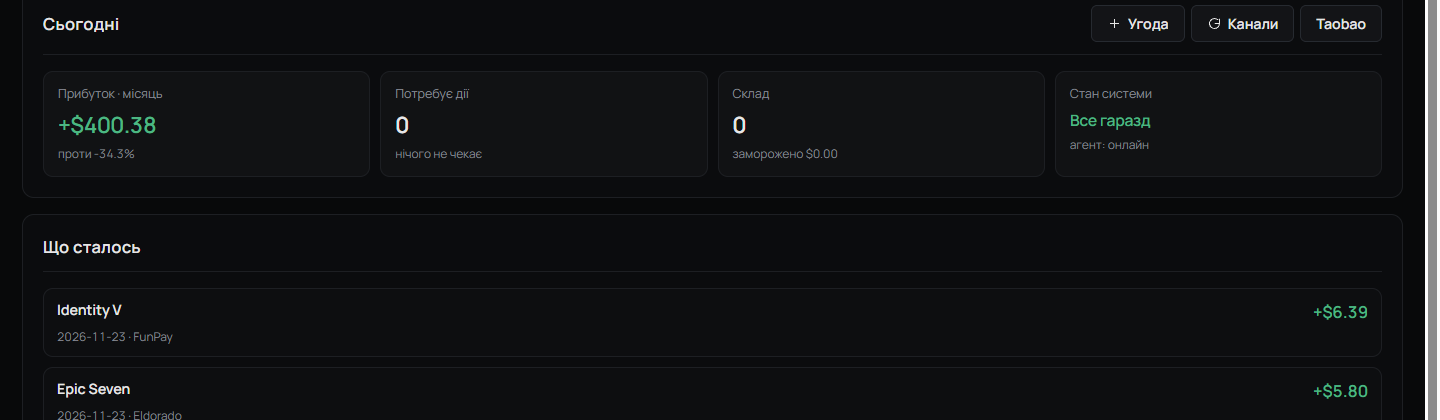 Сьогодні
Угода
Канали
Taobao
Прибуток · місяць
+$400.38
проти -34.3%
Потребує дії
0
нічого не чекає
Склад
0
заморожено $0.00
Стан системи
Все гаразд
агент: онлайн
Що сталось
Identity V
+$6.39
2026-11-23 · FunPay
Epic Seven
+$5.80
2026-11-23 · Eldorado